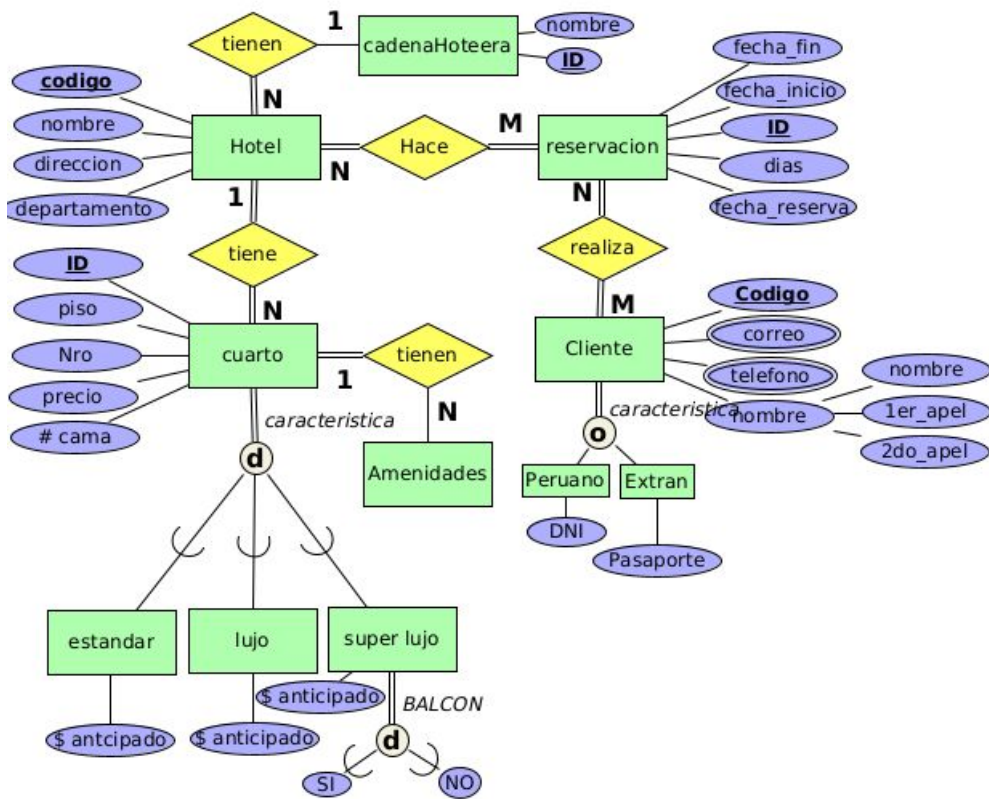 tienen
1
cadenaHoteera
nombre
ID
N
codigo
nombre
direccion
departamento
Hotel
N
Hace
M
reservacion
fecha_fin
fecha_inicio
ID
dias
fecha_reserva
1
tiene
N
N
realiza
M
ID
piso
Nro
precio
# cama
cuarto
1
tienen
N
Amenidades
Cliente
Codigo
correo
telefono
nombre
nombre
1er_apel
2do_apel
caracteristica
d
caracteristica
o
Peruano
Extran
DNI
Pasaporte
estandar
lujo
super lujo
$ antcipado
$ anticipado
$ anticipado
BALCON
d
SI
NO